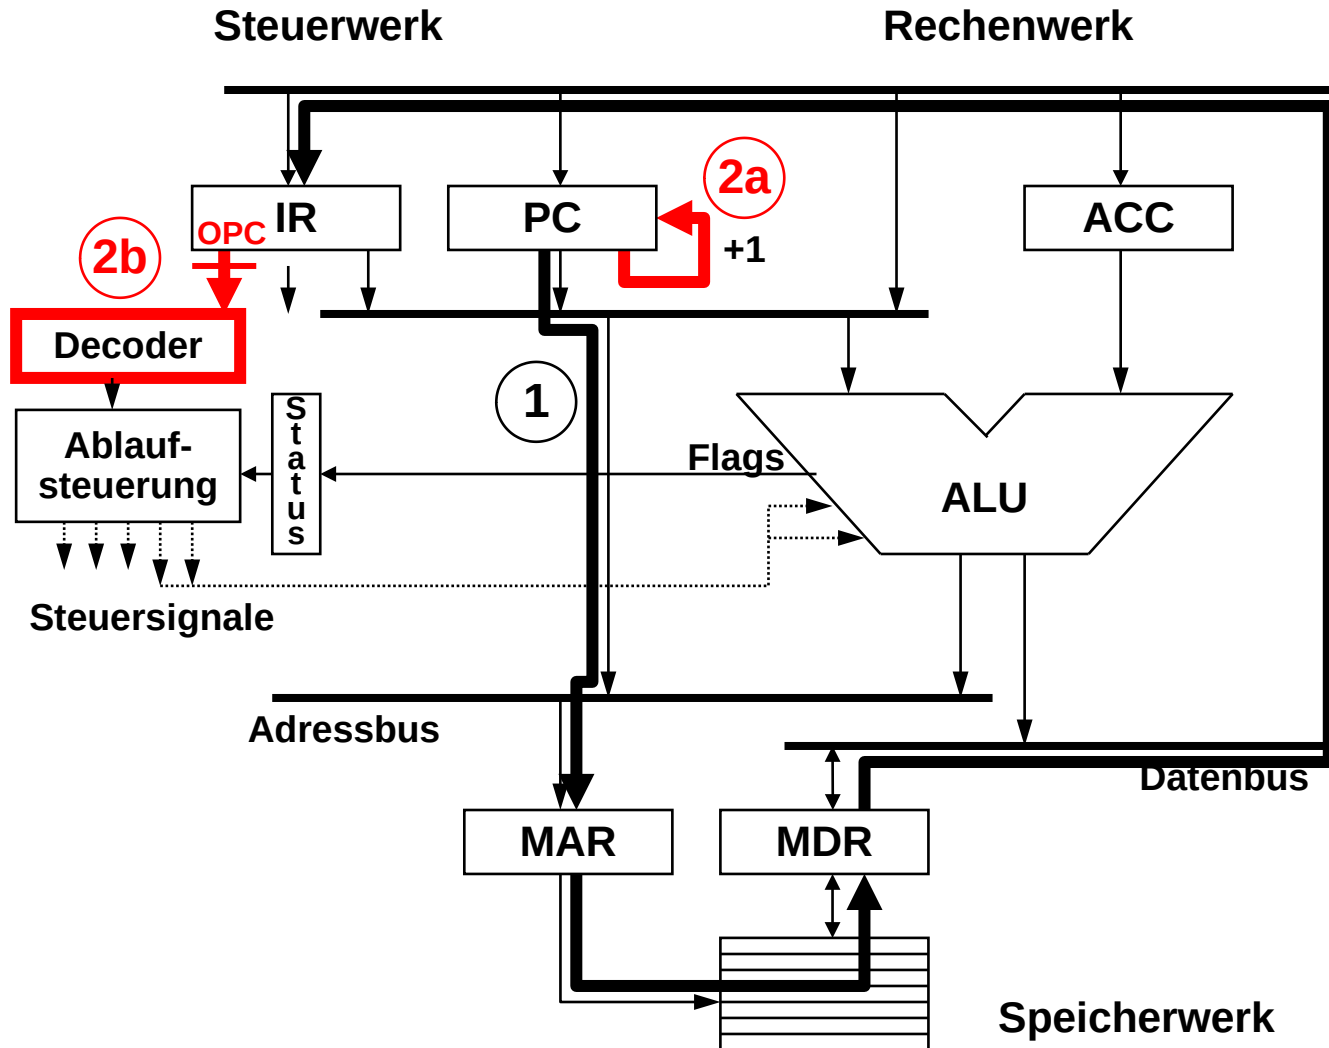 Steuerwerk
Rechenwerk
2a
OPC
IR
PC
+1
ACC
2b
Decoder
1
Status
Ablauf-
steuerung
Flags
ALU
Steuersignale
Adressbus
Datenbus
MAR
MDR
Speicherwerk